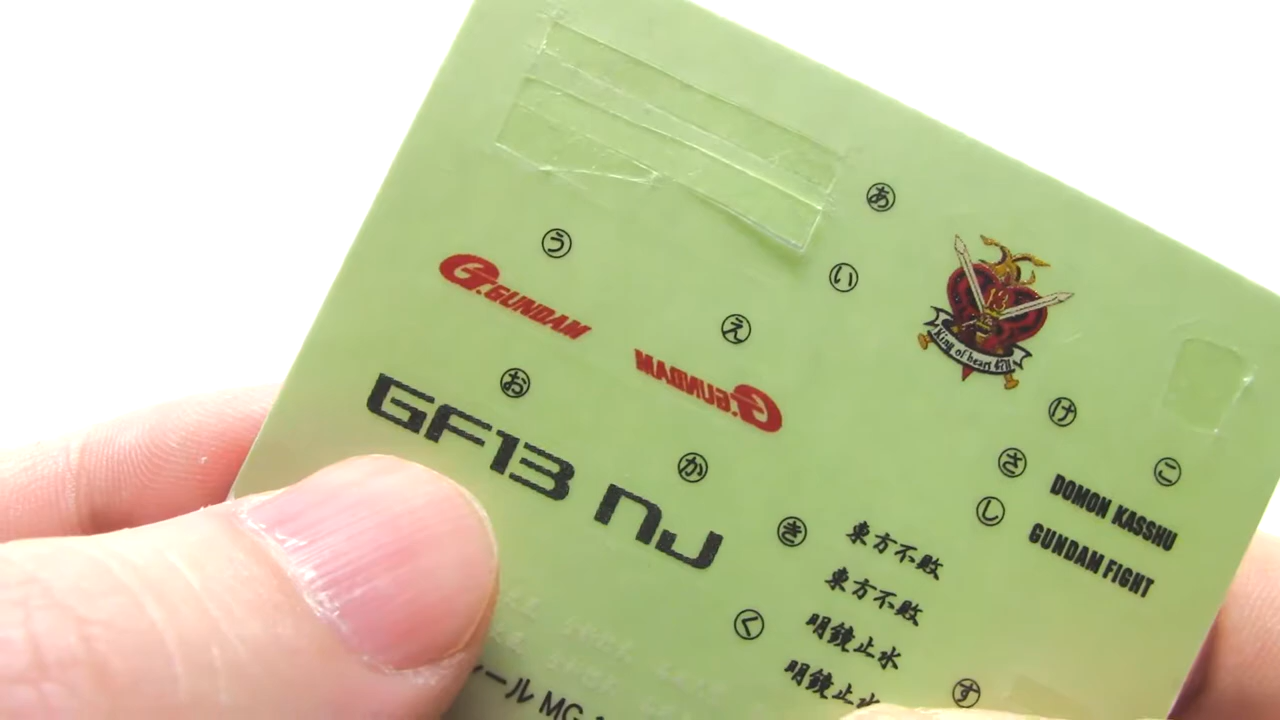 あ
い
う
G.GUNDAM
え
G.GUNDAM
King of heart
お
GF13
か
NJ
け
こ
さ
DOMON KASSHU
し
GUNDAM FIGHT
き
東方不敗
東方不敗
く
明鏡止水
明鏡止水
す
ール MG